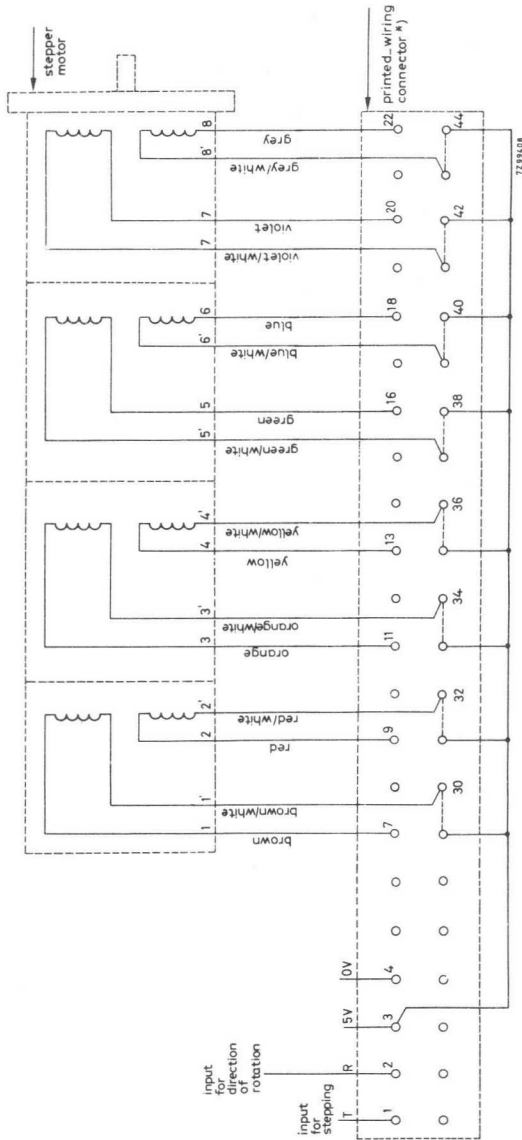 stepper
motor
8 grey
8' grey/white
7 violet
7 violet/white
6 blue
6' blue/white
5 green
5' green/white
4' yellow/white
4 yellow
3' orange/white
3 orange
2' red/white
2 red
1' brown/white
1 brown
printed-wiring
connector *)
22
44
20
42
18
40
16
38
36
13
34
11
32
9
30
7
0V
4
5V
3
input
for
direction
of
rotation
R
2
input
for
stepping
T
1
7Z99408